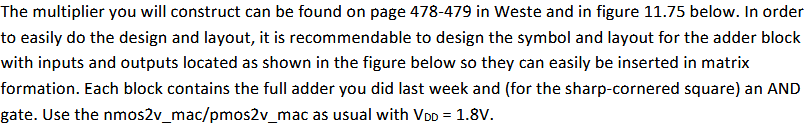 The multiplier you will construct can be found on page 478-479 in Weste and in figure 11.75 below. In order
to easily do the design and layout, it is recommendable to design the symbol and layout for the adder block
with inputs and outputs located as shown in the figure below so they can easily be inserted in matrix
formation. Each block contains the full adder you did last week and (for the sharp-cornered square) an AND
gate. Use the nmos2v_mac/pmos2v_mac as usual with VDD = 1.8V.